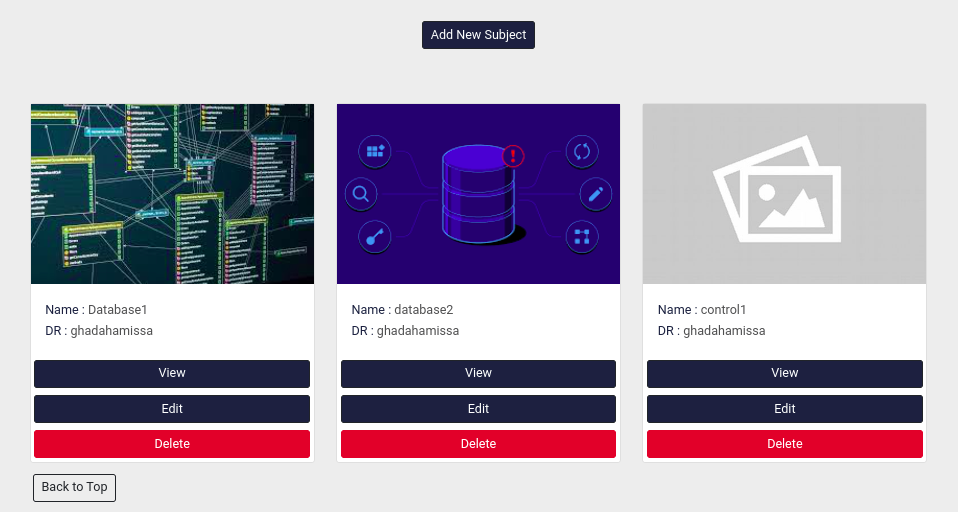 Add New Subject
Name : Database1
DR : ghadahamissa
View
Edit
Delete
Name : database2
DR : ghadahamissa
View
Edit
Delete
Name : control1
DR : ghadahamissa
View
Edit
Delete
Back to Top